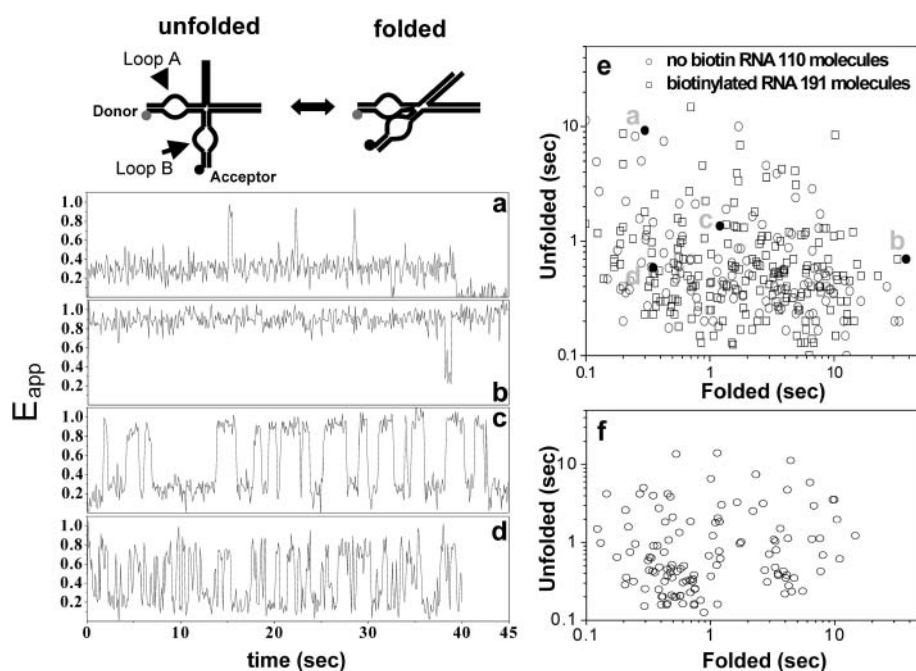 unfolded
folded
Loop A
Donor
Loop B
Acceptor
a
1.0
0.8
0.6
0.4
0.2
b
1.0
0.8
0.6
0.4
0.2
c
1.0
0.8
0.6
0.4
0.2
d
1.0
0.8
0.6
0.4
0.2
E app
0 10 20 30 40 45
time (sec)
e
no biotin RNA 110 molecules
biotinylated RNA 191 molecules
a
b
c
d
Unfolded (sec)
10
1
0.1
0.1 1 10
Folded (sec)
f
Unfolded (sec)
10
1
0.1
0.1 1 10
Folded (sec)